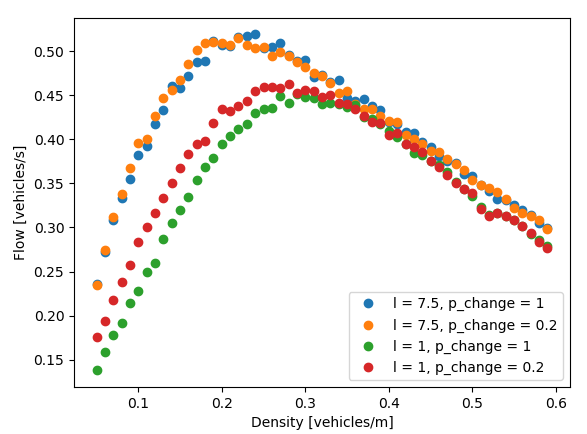 0.50
0.45
0.40
0.35
0.30
0.25
0.20
0.15
Flow [vehicles/s]
l = 7.5, p_change = 1
l = 7.5, p_change = 0.2
l = 1, p_change = 1
l = 1, p_change = 0.2
0.1 0.2 0.3 0.4 0.5 0.6
Density [vehicles/m]